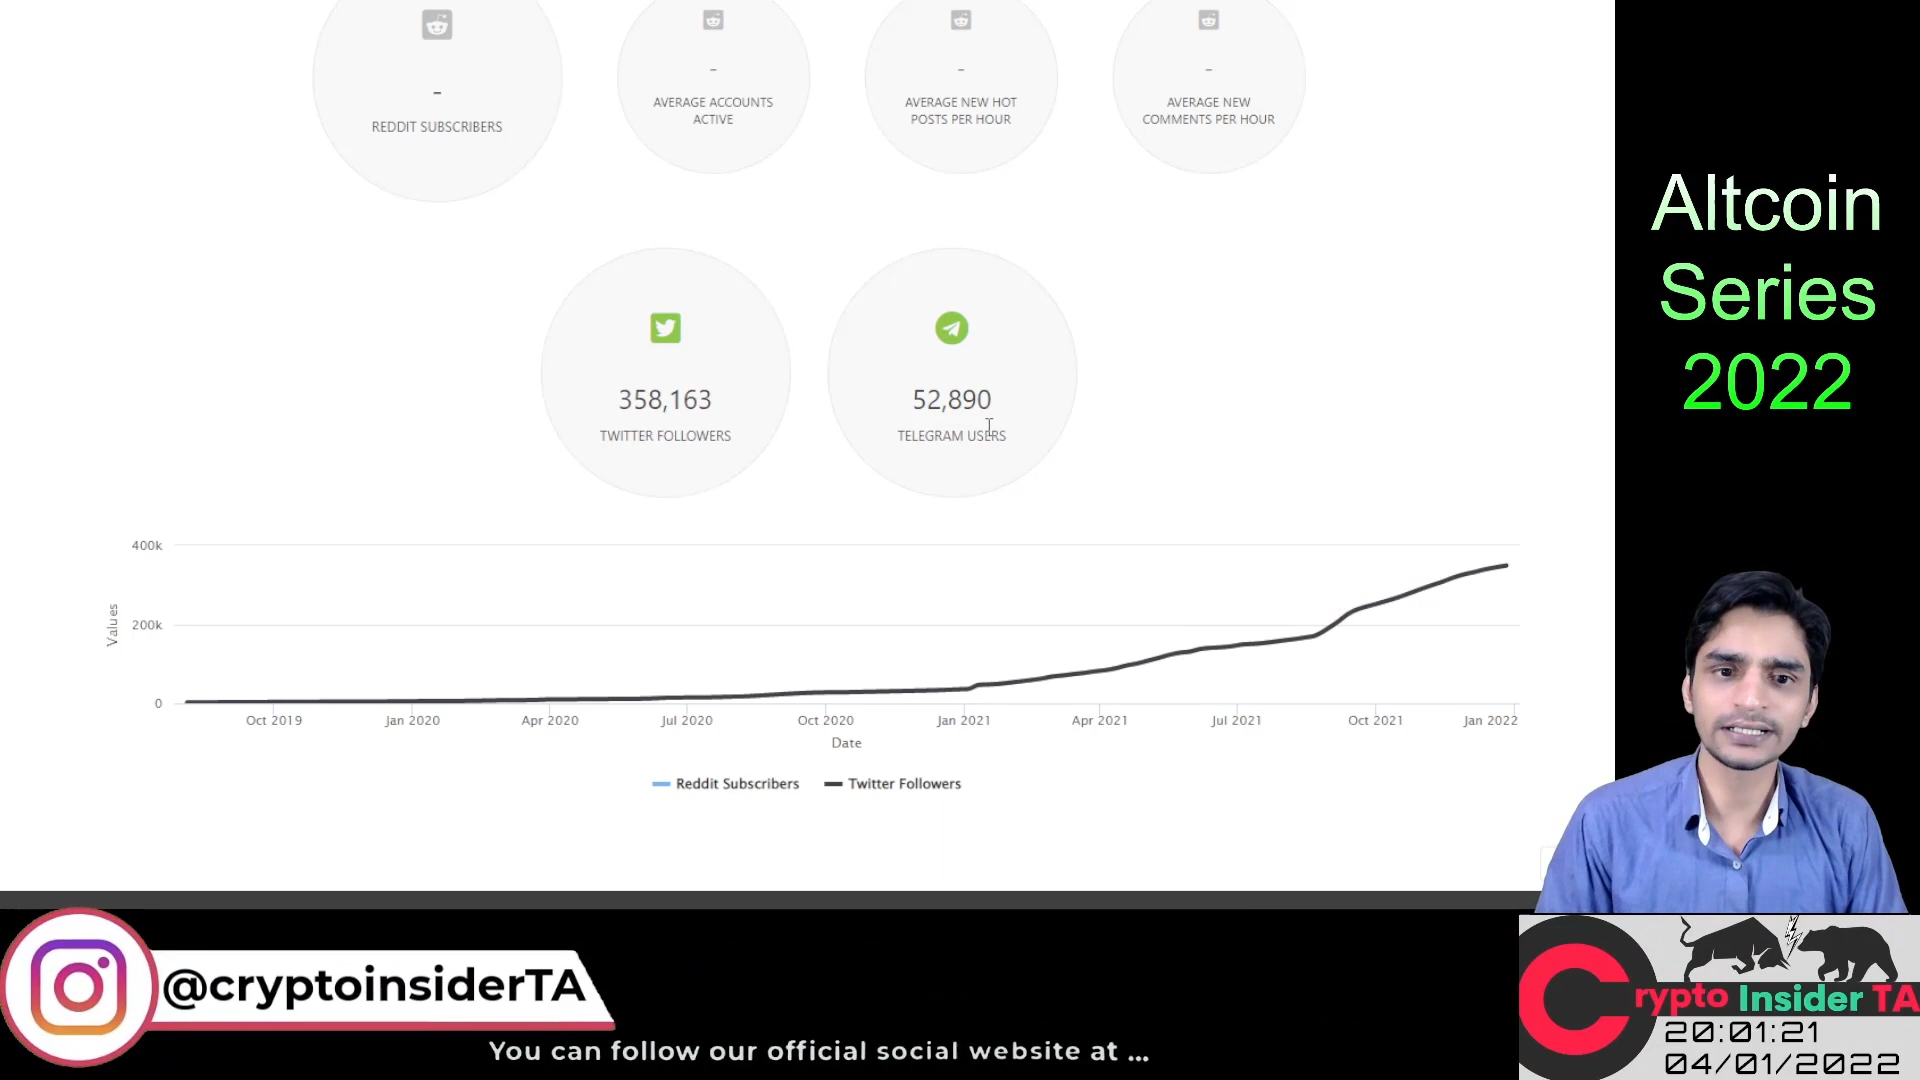 -
REDDIT SUBSCRIBERS
-
AVERAGE ACCOUNTS
ACTIVE
-
AVERAGE NEW HOT
POSTS PER HOUR
-
AVERAGE NEW
COMMENTS PER HOUR
358,163
TWITTER FOLLOWERS
52,890
TELEGRAM USERS
400k
200k
0
Values
Oct 2019
Jan 2020
Apr 2020
Jul 2020
Oct 2020
Jan 2021
Apr 2021
Jul 2021
Oct 2021
Jan 2022
Date
Reddit Subscribers
Twitter Followers
Altcoin
Series
2022
@cryptoinsiderTA
You can follow our official social website at ...
Crypto Insider TA
20:01:21
04/01/2022